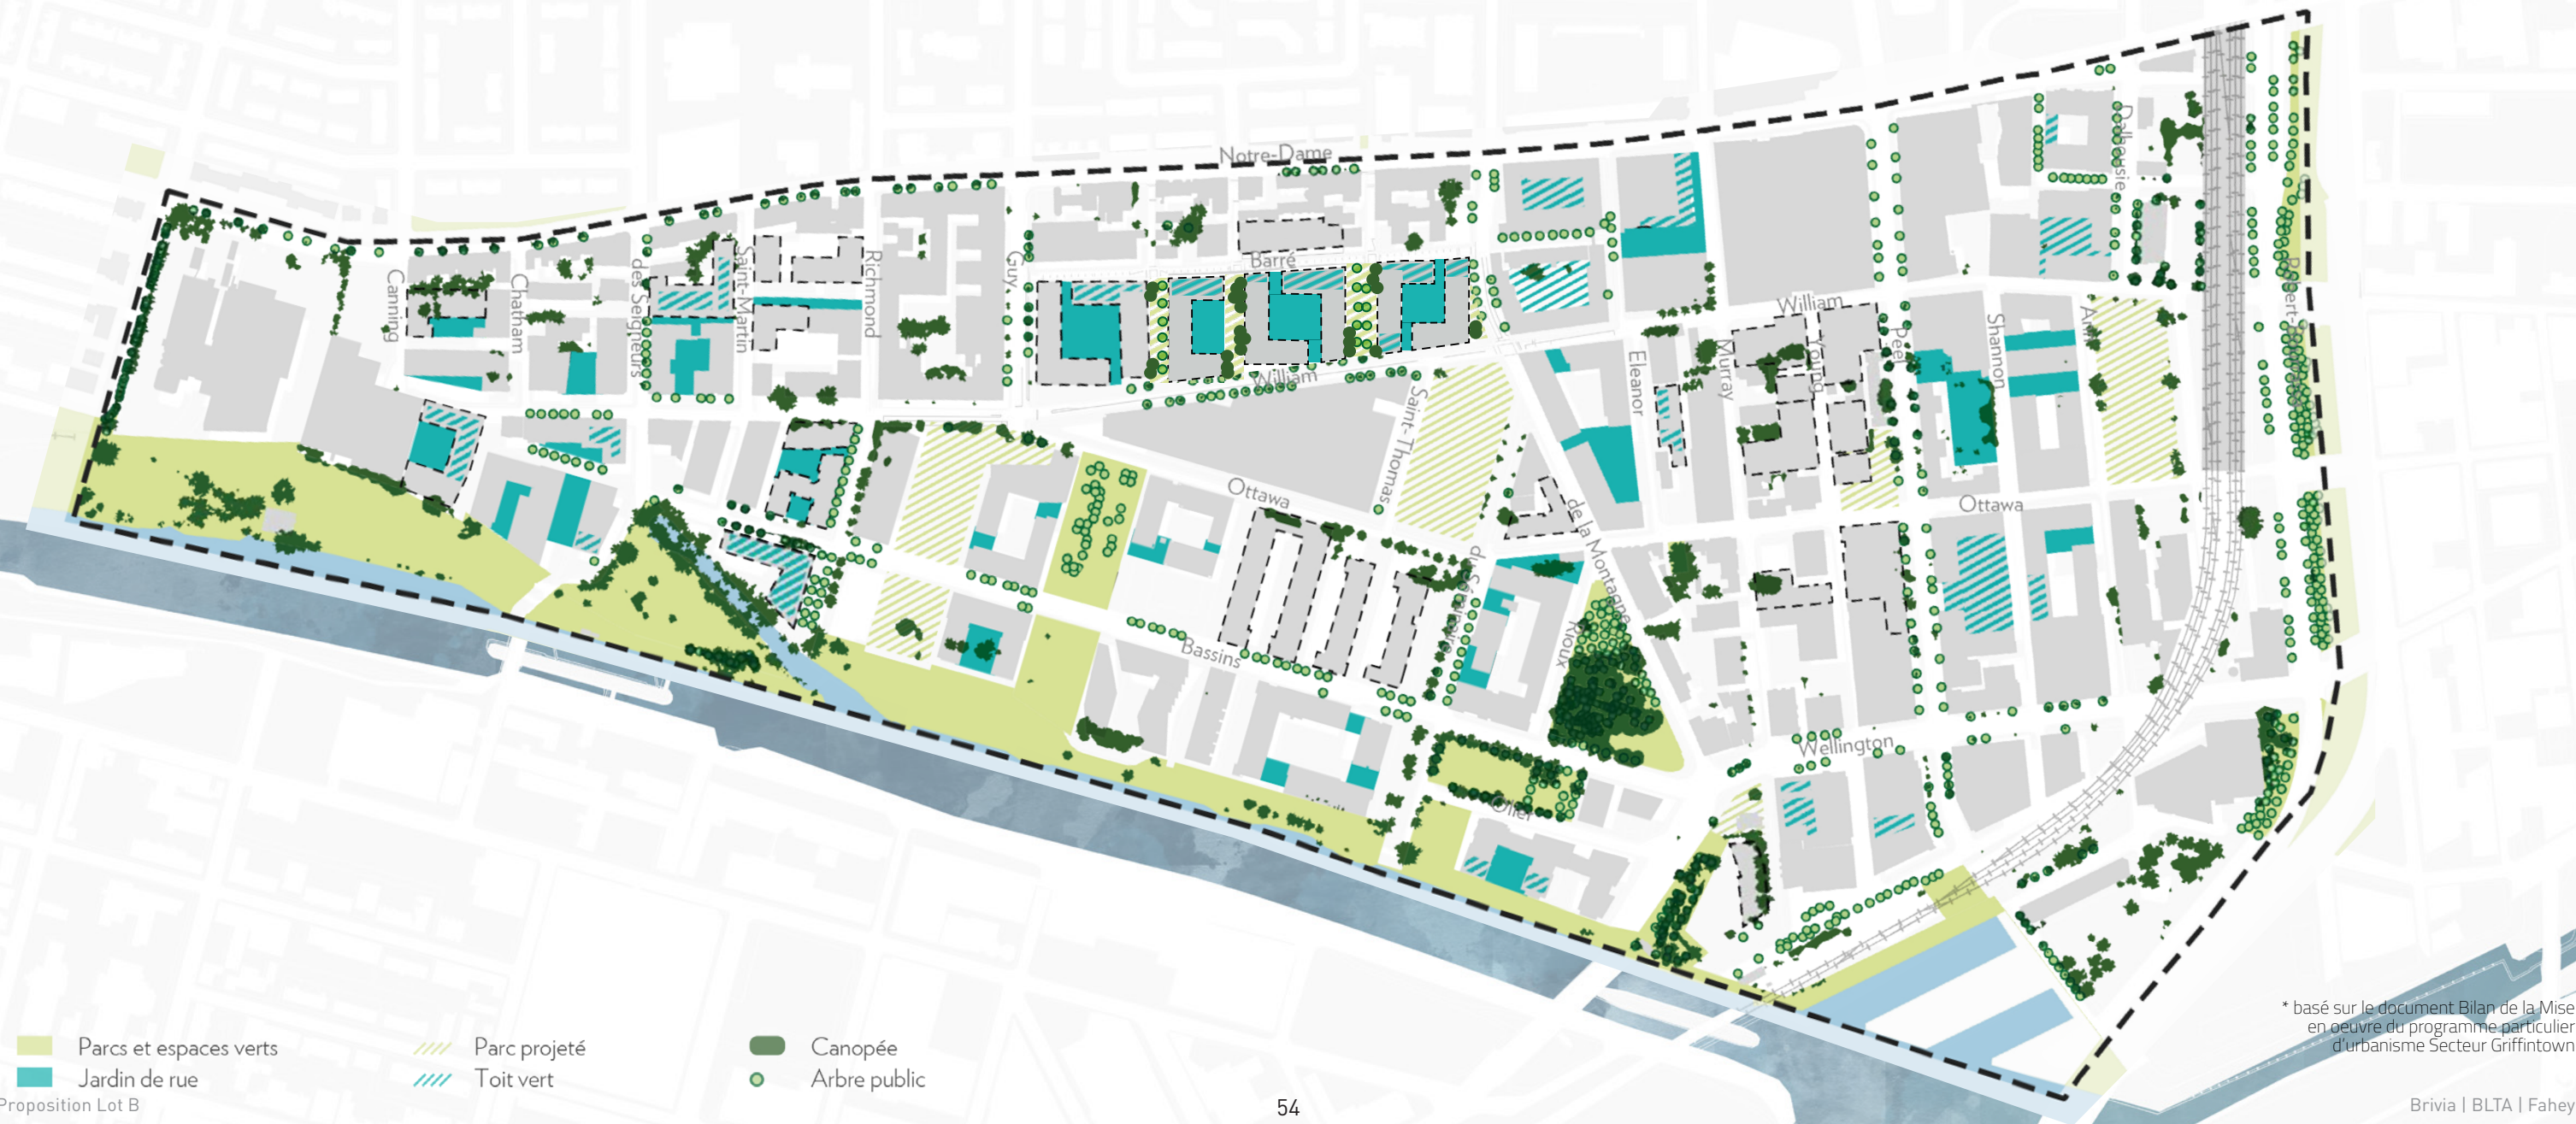 Notre-Dame
Dalhousie
Barré
William
Canning
Chatham
des Seigneurs
Saint-Martin
Richmond
Guy
William
Saint-Thomas
Eleanor
Murray
Young
Peel
Shannon
Ann
Ottawa
Ottawa
de la Montagne
du Séminaire
Rioux
Bassins
Wellington
Olier
* basé sur le document Bilan de la Mise
en oeuvre du programme particulier
d'urbanisme Secteur Griffintown
Parcs et espaces verts
Parc projeté
Canopée
Jardin de rue
Toit vert
Arbre public
Proposition Lot B
54
Brivia | BLTA | Fahey